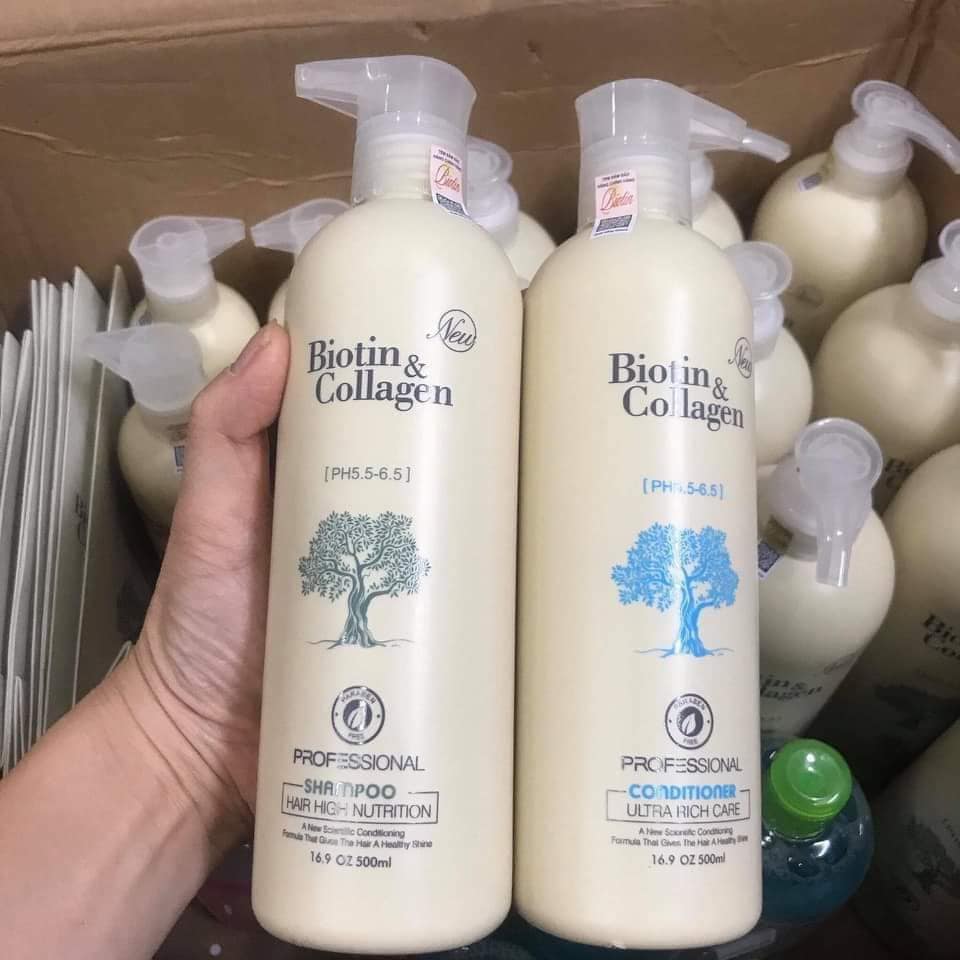 Biotin
New
Biotin &
Collagen
[PH5.5-6.5]
PARABEN
FREE
PROFESSIONAL
SHAMPOO
HAIR HIGH NUTRITION
A New Scientific Conditioning
Formula That Gives The Hair A Healthy Shine
16.9 OZ 500ml
Biotin
New
Biotin &
Collagen
[PH5.5-6.5]
PARABEN
FREE
PROFESSIONAL
CONDITIONER
ULTRA RICH CARE
A New Scientific Conditioning
Formula That Gives The Hair A Healthy Shine
16.9 OZ 500ml